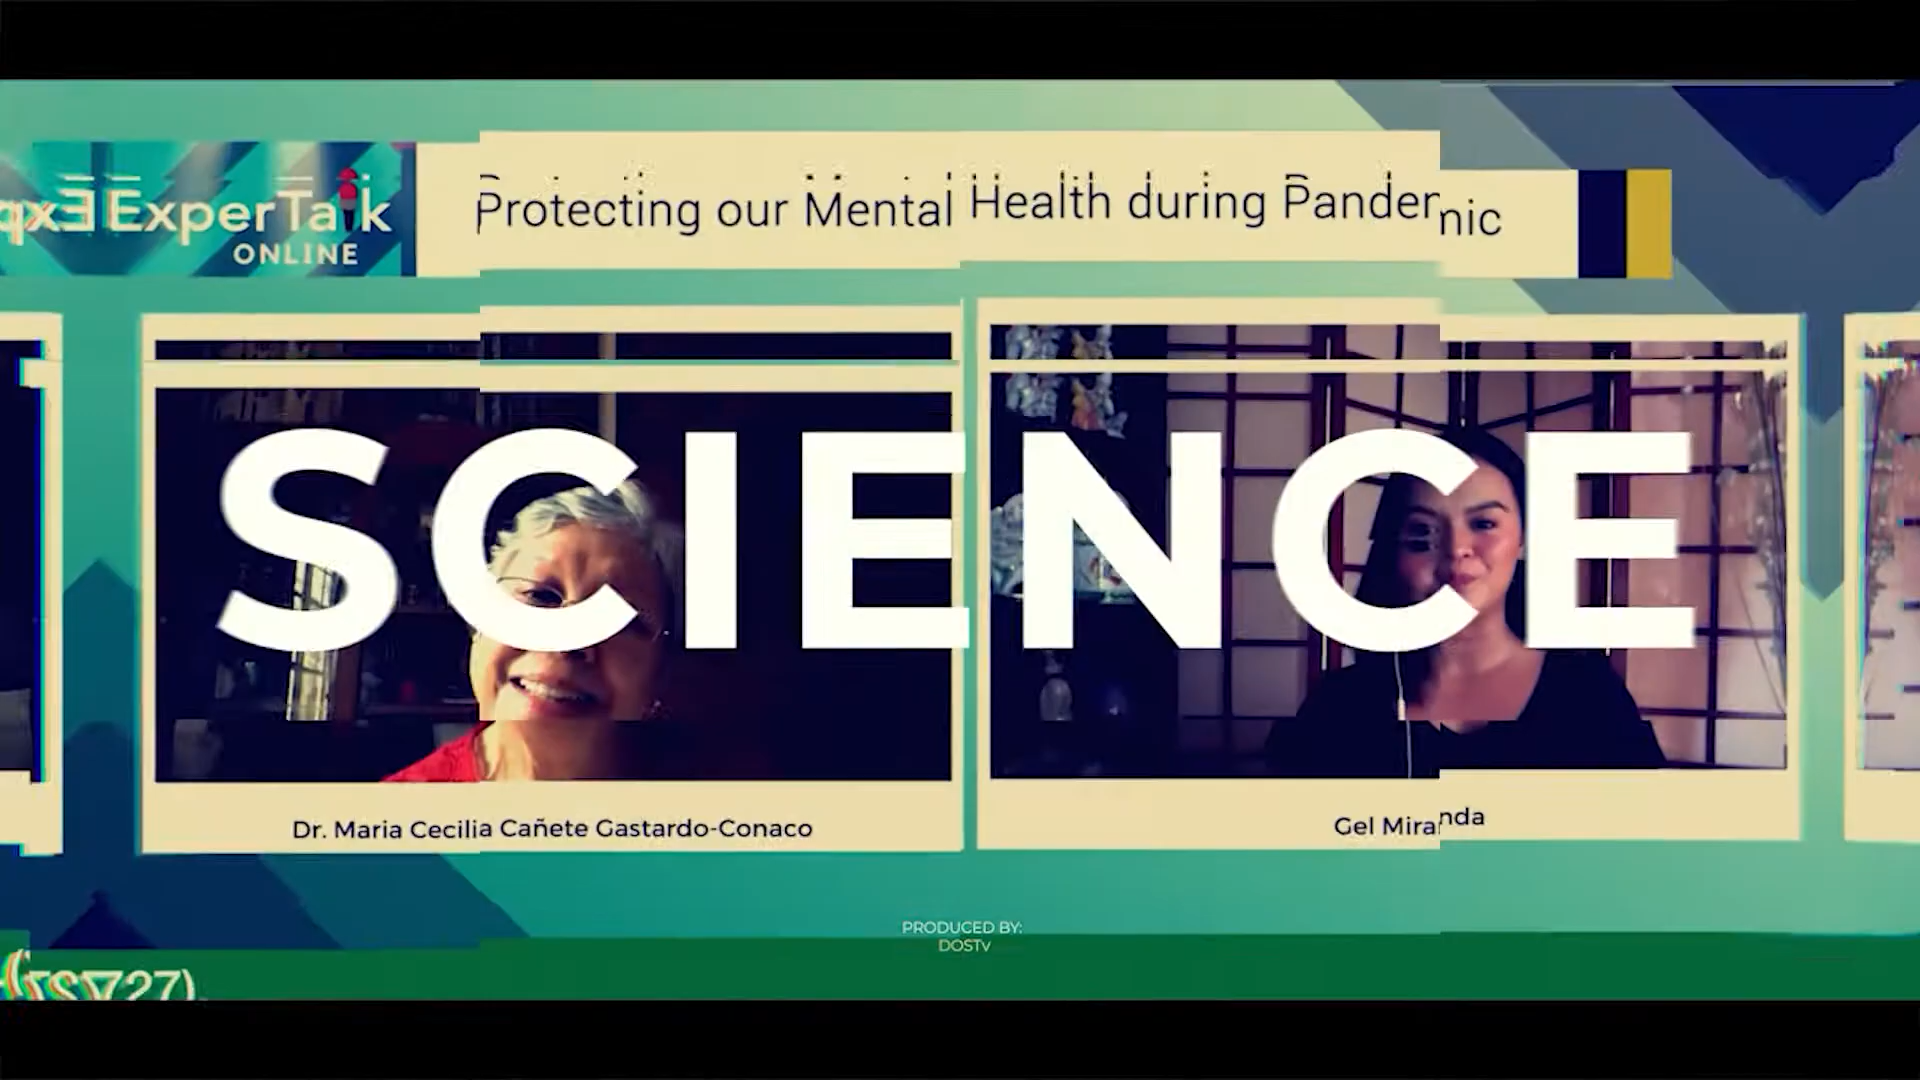 ExperTalk
ONLINE
Protecting our Mental Health during Pandemic
SCIENCE
Dr. Maria Cecilia Cañete Gastardo-Conaco
Gel Miranda
PRODUCED BY:
DOSTv